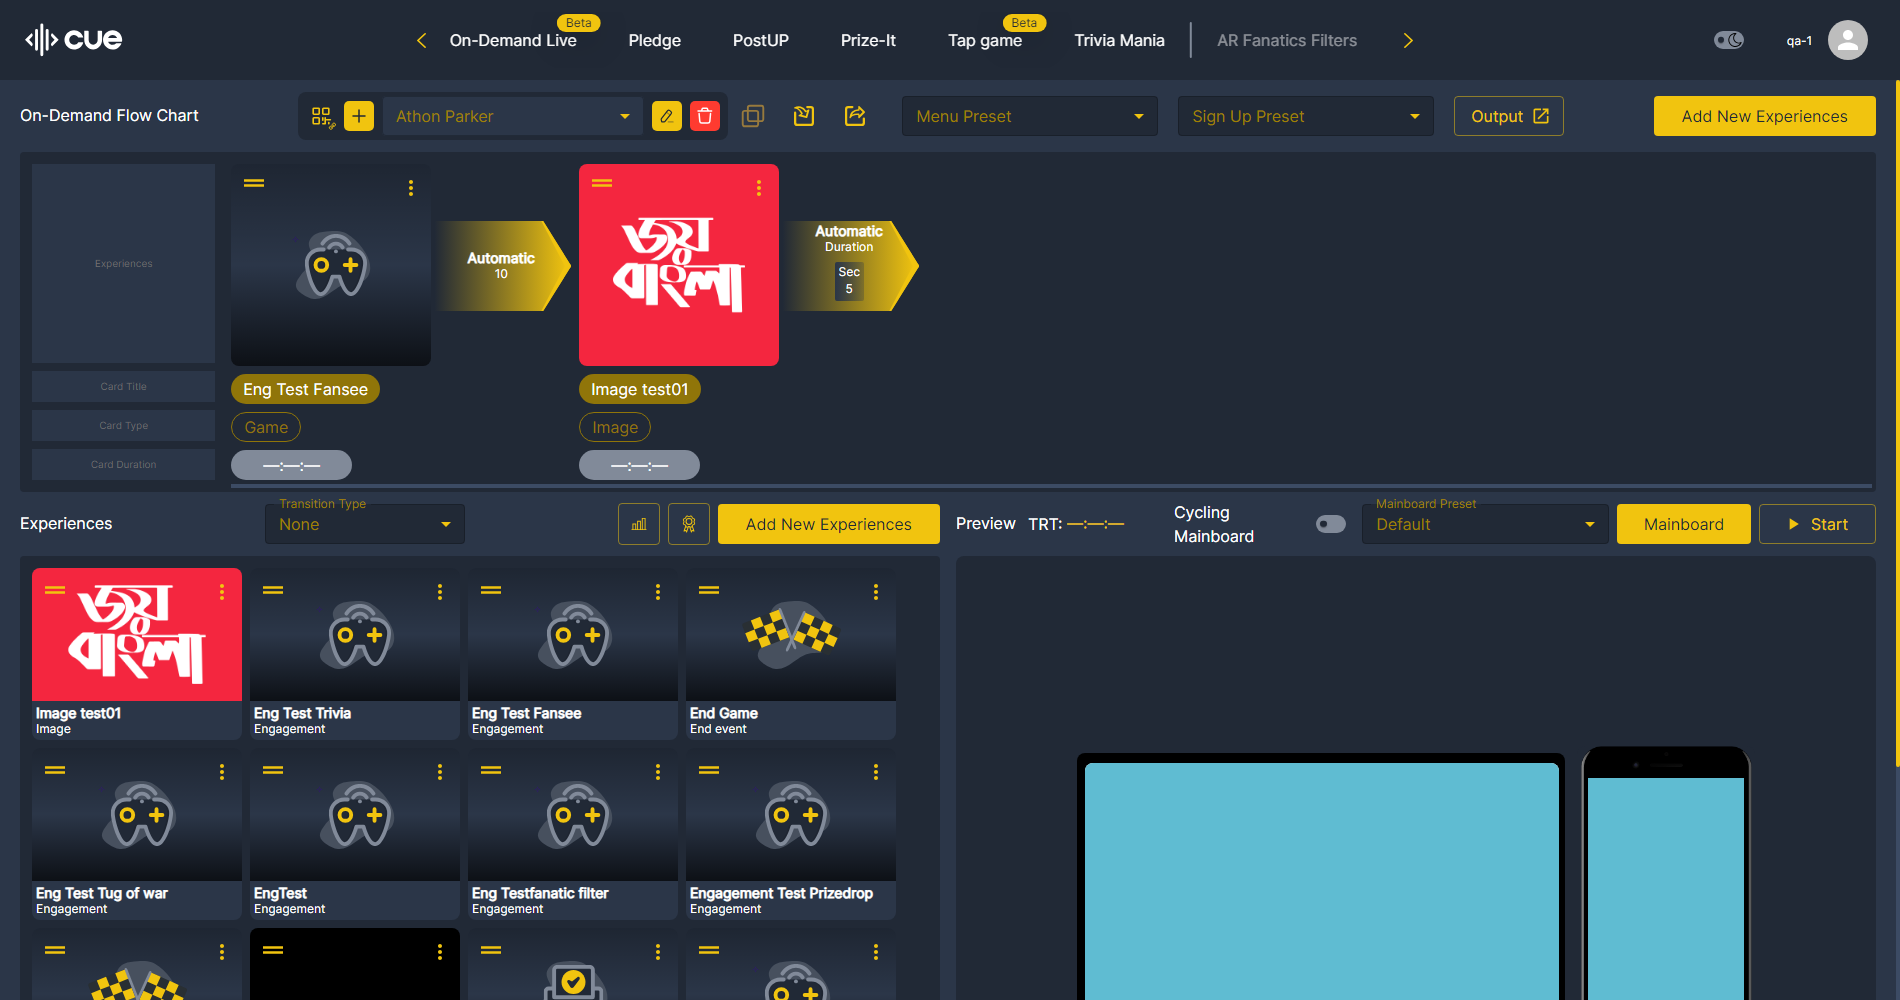 cue
On-Demand Live
Beta
Pledge
PostUP
Prize-It
Tap game
Beta
Trivia Mania
AR Fanatics Filters
qa-1
On-Demand Flow Chart
Athon Parker
Menu Preset
Sign Up Preset
Output
Add New Experiences
Experiences
Automatic
10
জয়
বাংলা
Automatic
Duration
Sec
5
Card Title
Eng Test Fansee
Image test01
Card Type
Game
Image
Card Duration
—:—:—
—:—:—
Experiences
Transition Type
None
Add New Experiences
Preview
TRT: —:—:—
Cycling
Mainboard
Mainboard Preset
Default
Mainboard
Start
জয়
বাংলা
Image test01
Image
Eng Test Trivia
Engagement
Eng Test Fansee
Engagement
End Game
End event
Eng Test Tug of war
Engagement
EngTest
Engagement
Eng Testfanatic filter
Engagement
Engagement Test Prizedrop
Engagement